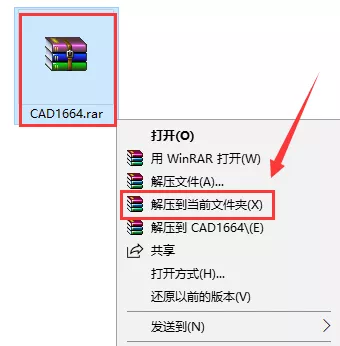 CAD1664.rar
打开(O)
用 WinRAR 打开(W)
解压文件(A)...
解压到当前文件夹(X)
解压到 CAD1664\(E)
共享
打开方式(H)...
还原以前的版本(V)
发送到(N)